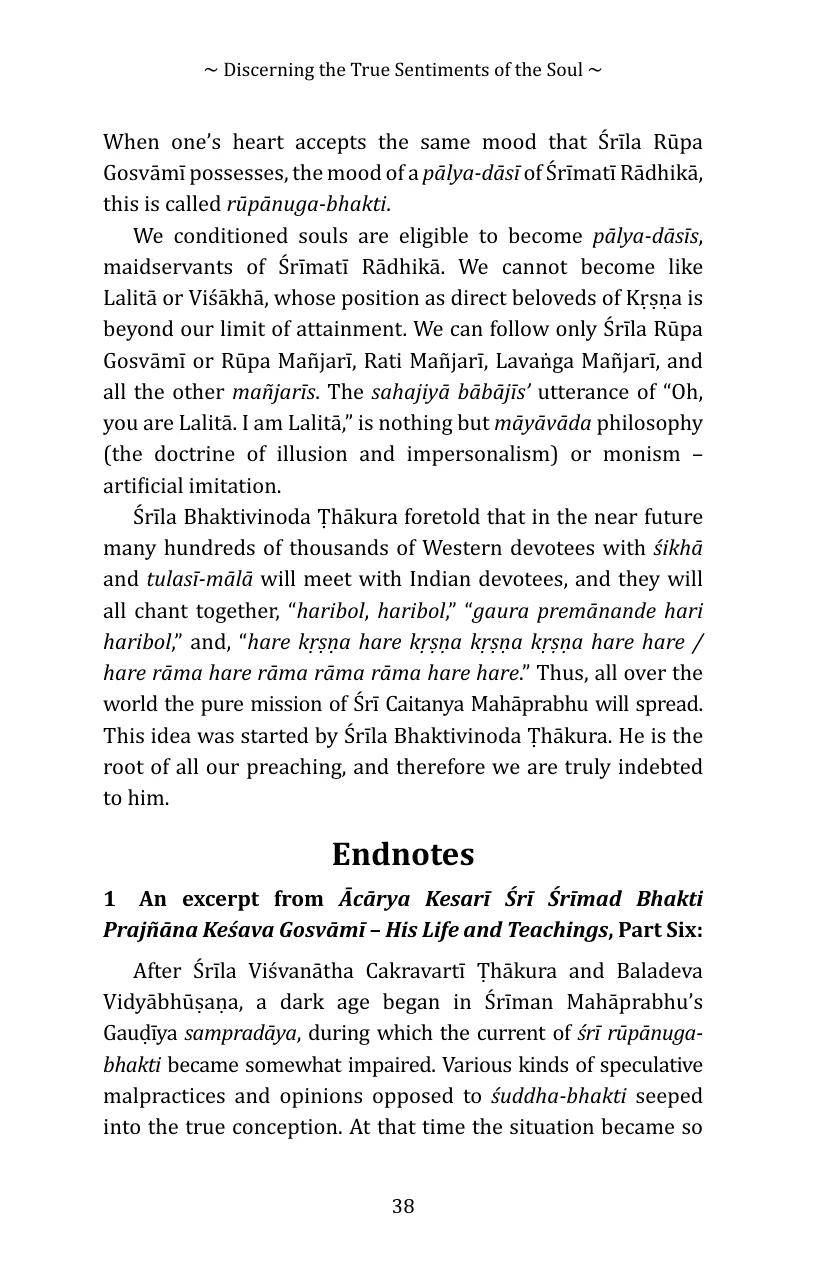 ~ Discerning the True Sentiments of the Soul ~
When one’s heart accepts the same mood that Śrīla Rūpa
Gosvāmī possesses, the mood of a pālya-dāsī of Śrīmatī Rādhikā,
this is called rūpānuga-bhakti.
We conditioned souls are eligible to become pālya-dāsīs,
maidservants of Śrīmatī Rādhikā. We cannot become like
Lalitā or Viśākhā, whose position as direct beloveds of Kṛṣṇa is
beyond our limit of attainment. We can follow only Śrīla Rūpa
Gosvāmī or Rūpa Mañjarī, Rati Mañjarī, Lavaṅga Mañjarī, and
all the other mañjarīs. The sahajiyā bābājīs’ utterance of “Oh,
you are Lalitā. I am Lalitā,” is nothing but māyāvāda philosophy
(the doctrine of illusion and impersonalism) or monism –
artificial imitation.
Śrīla Bhaktivinoda Ṭhākura foretold that in the near future
many hundreds of thousands of Western devotees with śikhā
and tulasī-mālā will meet with Indian devotees, and they will
all chant together, “haribol, haribol,” “gaura premānande hari
haribol,” and, “hare kṛṣṇa hare kṛṣṇa kṛṣṇa kṛṣṇa hare hare /
hare rāma hare rāma rāma rāma hare hare.” Thus, all over the
world the pure mission of Śrī Caitanya Mahāprabhu will spread.
This idea was started by Śrīla Bhaktivinoda Ṭhākura. He is the
root of all our preaching, and therefore we are truly indebted
to him.
Endnotes
1 An excerpt from Ācārya Kesarī Śrī Śrīmad Bhakti
Prajñāna Keśava Gosvāmī – His Life and Teachings, Part Six:
After Śrīla Viśvanātha Cakravartī Ṭhākura and Baladeva
Vidyābhūṣaṇa, a dark age began in Śrīman Mahāprabhu’s
Gauḍīya sampradāya, during which the current of śrī rūpānuga-
bhakti became somewhat impaired. Various kinds of speculative
malpractices and opinions opposed to śuddha-bhakti seeped
into the true conception. At that time the situation became so
38